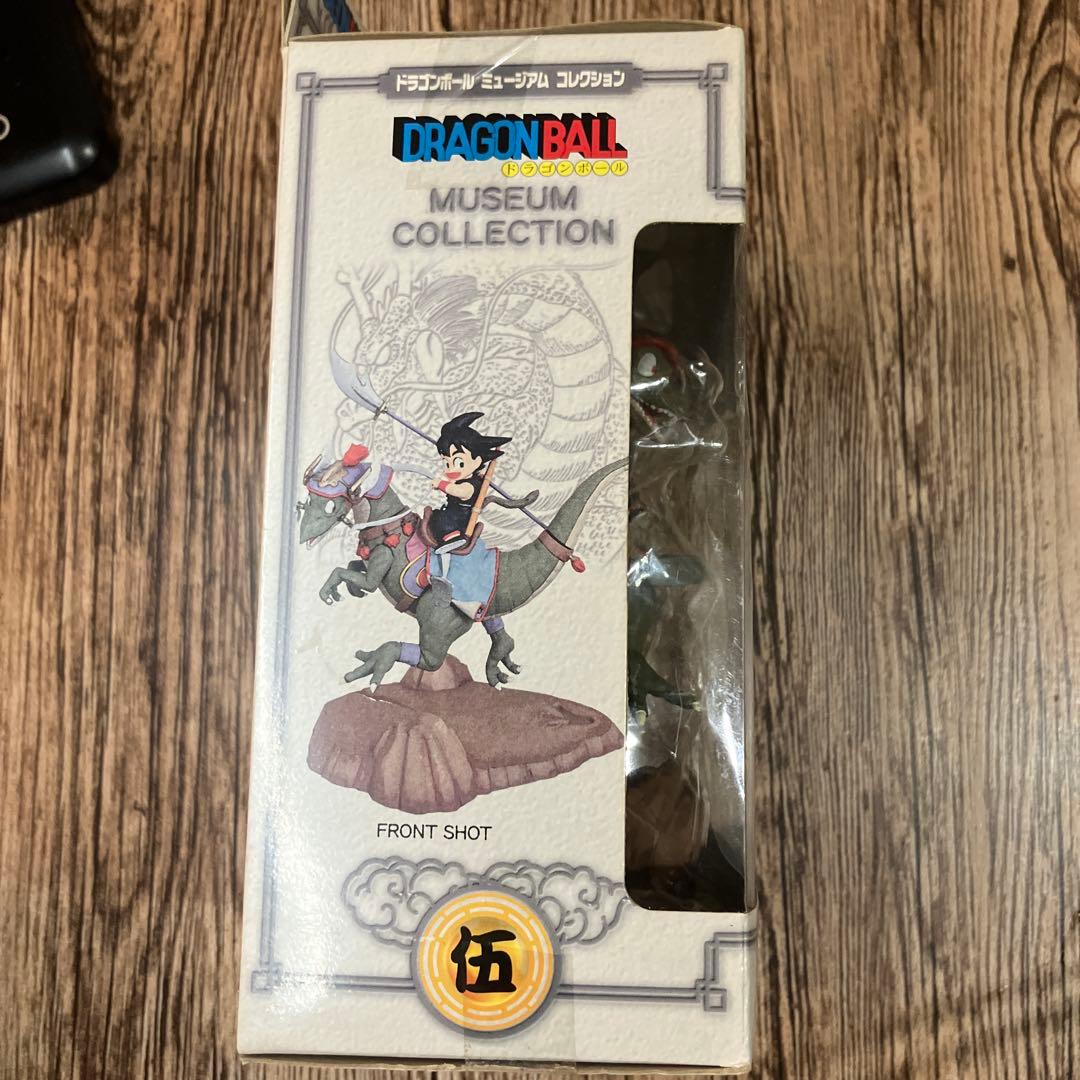 ドラゴンボール ミュージアム コレクション
DRAGON BALL
ドラゴンボール
MUSEUM
COLLECTION
FRONT SHOT
伍